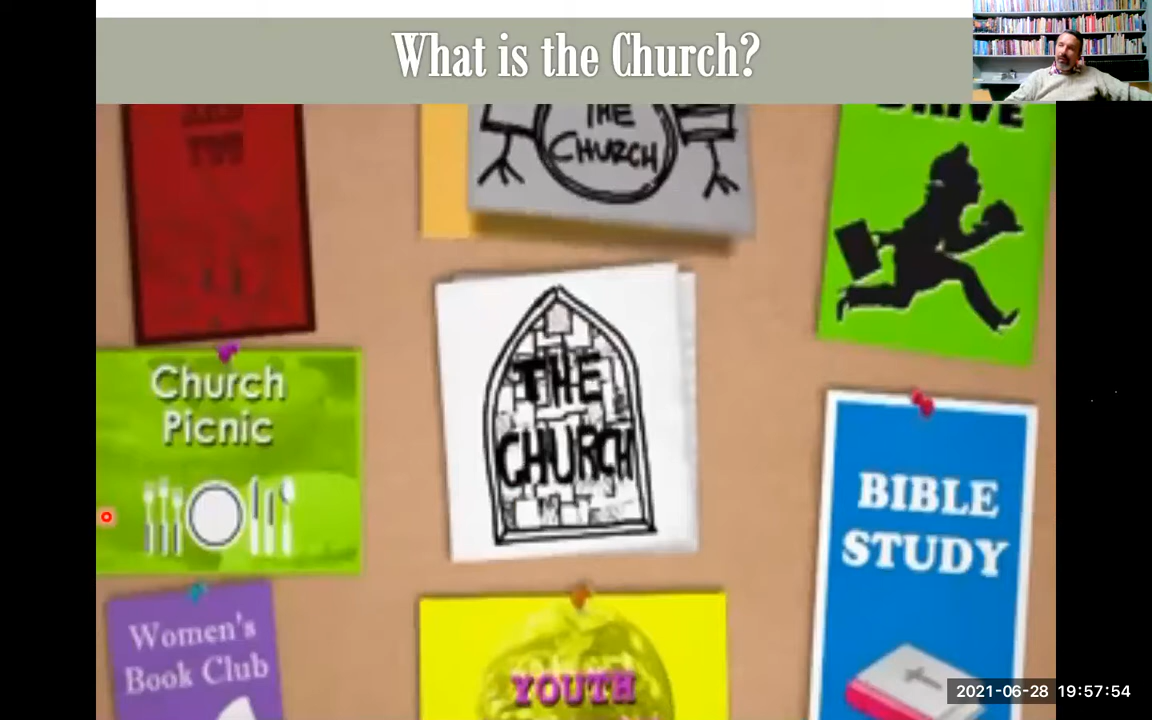 What is the Church?
THE
CHURCH
Church
Picnic
THE
CHURCH
BIBLE
STUDY
Women's
Book Club
YOUTH
2021-06-28 19:57:54